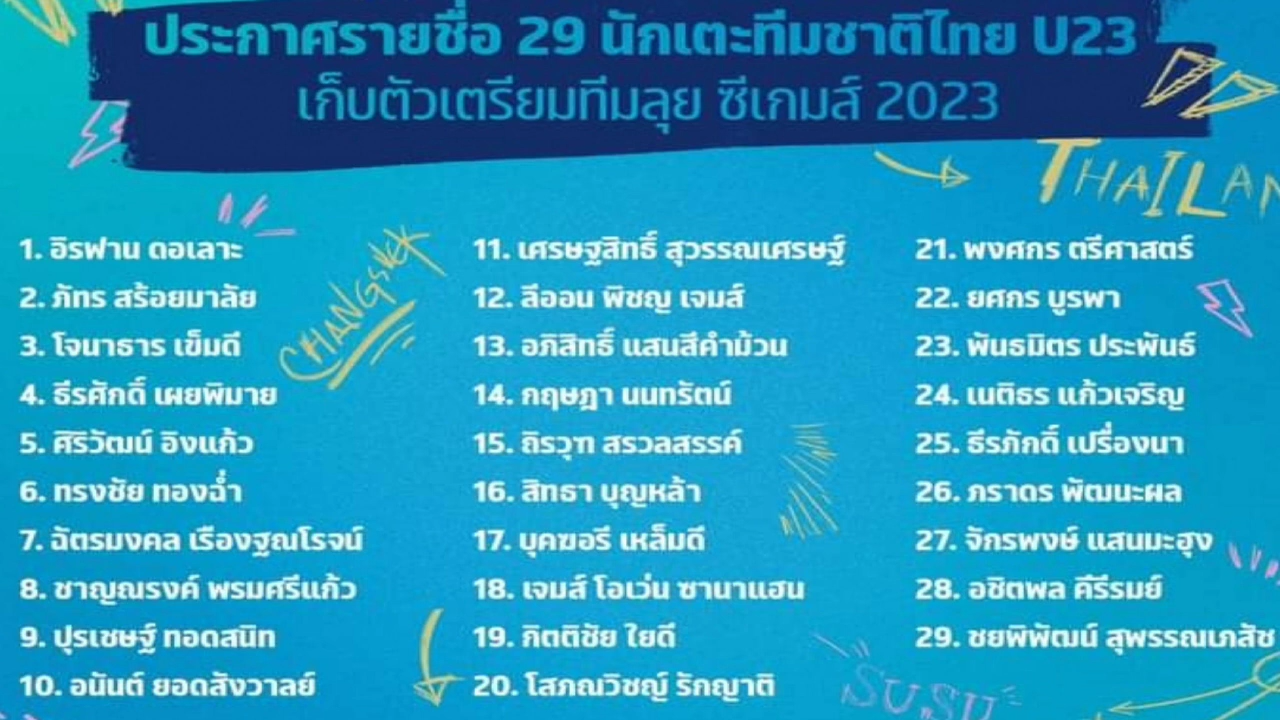 ประกาศรายชื่อ 29 นักเตะทีมชาติไทย U23
เก็บตัวเตรียมทีมลุย ซีเกมส์ 2023
THAILAN
CHANGSUEK
1. อิรฟาน ดอเลาะ
2. ภัทร สร้อยมาลัย
3. โจนาธาร เข็มดี
4. ธีรศักดิ์ เผยพิมาย
5. ศิริวัฒน์ อิงแก้ว
6. ทรงชัย ทองฉ่ำ
7. ฉัตรมงคล เรืองฐณโรจน์
8. ชาญณรงค์ พรมศรีแก้ว
9. ปุรเชษฐ์ ทอดสนิท
10. อนันต์ ยอดสังวาลย์
11. เศรษฐสิทธิ์ สุวรรณเศรษฐ์
12. ลีออน พิชญ เจมส์
13. อภิสิทธิ์ แสนสีคำม้วน
14. กฤษฎา นนทรัตน์
15. ถิรวุฑ สรวลสรรค์
16. สิทธา บุญหล้า
17. บุคฆอรี เหล็มดี
18. เจมส์ โอเว่น ซานาแฮน
19. กิตติชัย ใยดี
20. โสภณวิชญ์ รักญาติ
21. พงศกร ตรีศาสตร์
22. ยศกร บูรพา
23. พันธมิตร ประพันธ์
24. เนติธร แก้วเจริญ
25. ธีรภักดิ์ เปรื่องนา
26. ภราดร พัฒนะผล
27. จักรพงษ์ แสนมะฮุง
28. อชิตพล คีรีรมย์
29. ชยพิพัฒน์ สุพรรณเภสัช
SU,SU